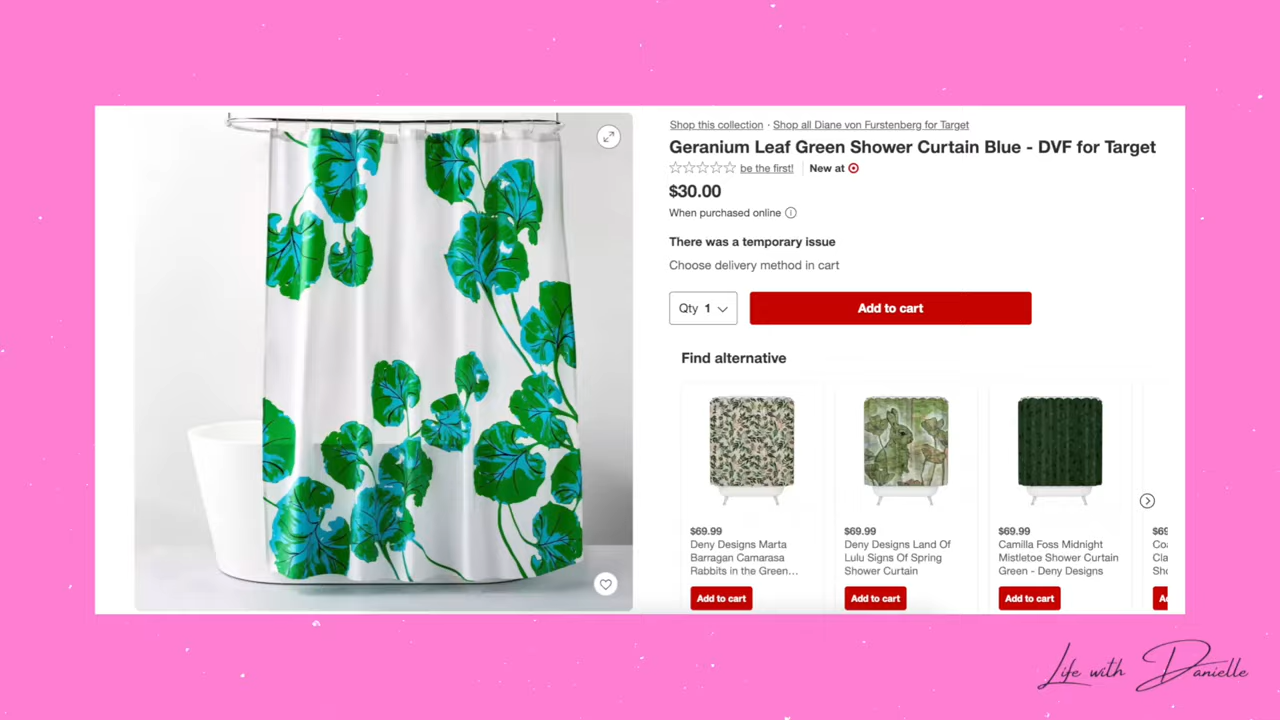 Shop this collection · Shop all Diane von Furstenberg for Target
Geranium Leaf Green Shower Curtain Blue - DVF for Target
be the first! New at
$30.00
When purchased online
There was a temporary issue
Choose delivery method in cart
Qty 1
Add to cart
Find alternative
$69.99
Deny Designs Marta
Barragan Camarasa
Rabbits in the Green…
Add to cart
$69.99
Deny Designs Land Of
Lulu Signs Of Spring
Shower Curtain
Add to cart
$69.99
Camilla Foss Midnight
Mistletoe Shower Curtain
Green - Deny Designs
Add to cart
Life with Danielle